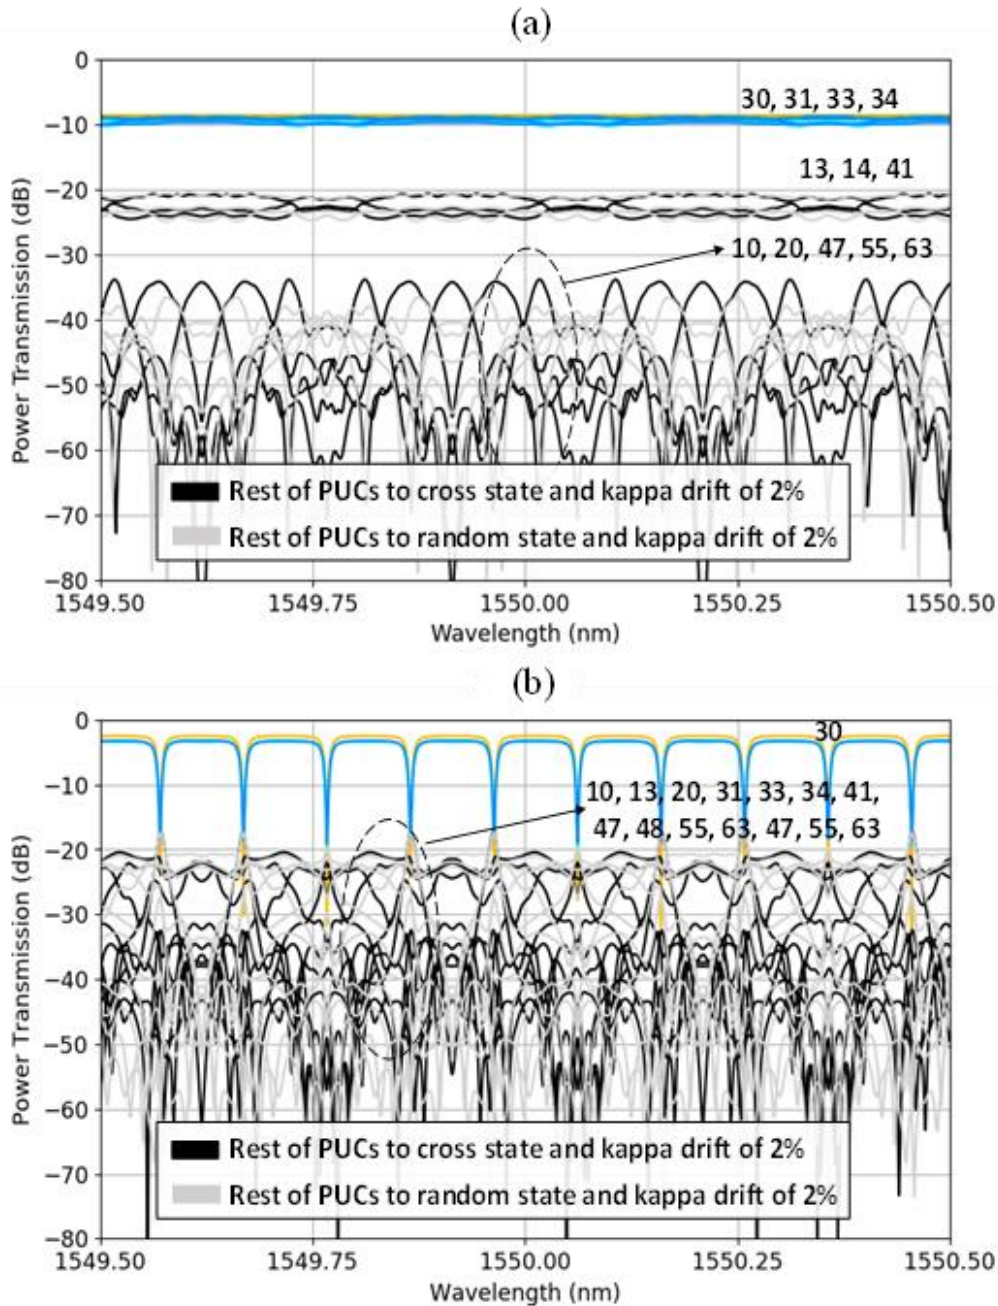 (a)
0
−10
−20
−30
−40
−50
−60
−70
−80
Power Transmission (dB)
30, 31, 33, 34
13, 14, 41
10, 20, 47, 55, 63
Rest of PUCs to cross state and kappa drift of 2%
Rest of PUCs to random state and kappa drift of 2%
1549.50 1549.75 1550.00 1550.25 1550.50
Wavelength (nm)
(b)
0
−10
−20
−30
−40
−50
−60
−70
−80
Power Transmission (dB)
30
10, 13, 20, 31, 33, 34, 41,
47, 48, 55, 63, 47, 55, 63
Rest of PUCs to cross state and kappa drift of 2%
Rest of PUCs to random state and kappa drift of 2%
1549.50 1549.75 1550.00 1550.25 1550.50
Wavelength (nm)